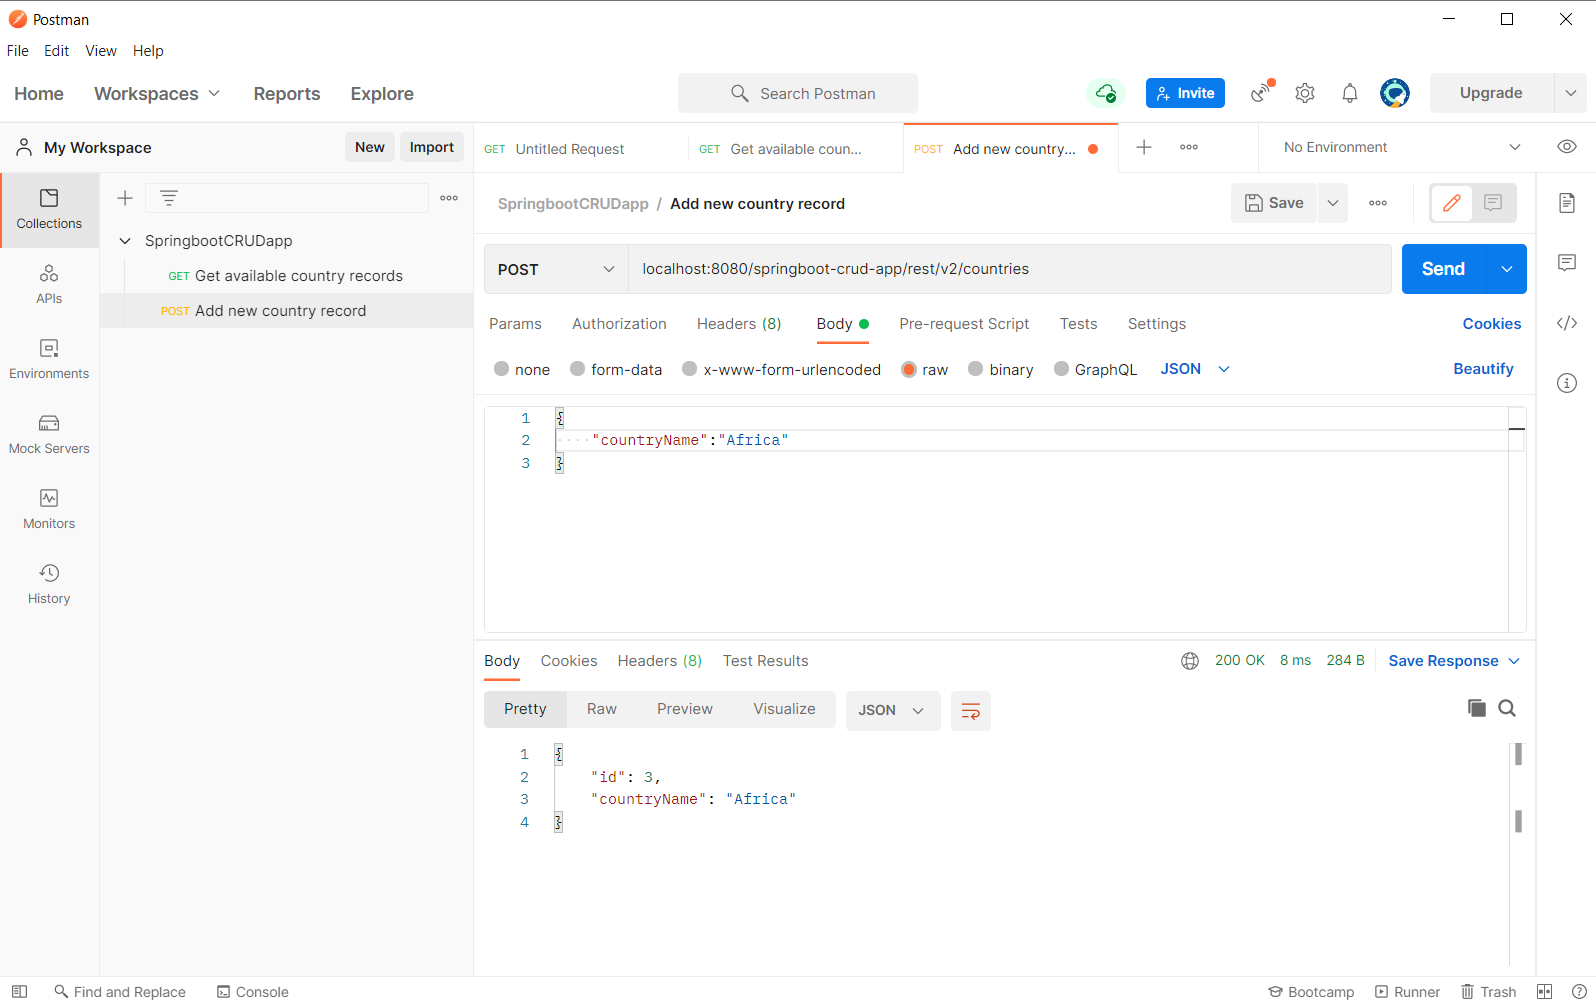 Postman
File Edit View Help
Home Workspaces Reports Explore Search Postman Invite Upgrade
My Workspace New Import GET Untitled Request GET Get available coun... POST Add new country... No Environment
Collections
SpringbootCRUDapp / Add new country record Save
SpringbootCRUDapp
GET Get available country records
POST Add new country record
APIs
Environments
Mock Servers
Monitors
History
POST localhost:8080/springboot-crud-app/rest/v2/countries Send
Params Authorization Headers (8) Body Pre-request Script Tests Settings Cookies
none form-data x-www-form-urlencoded raw binary GraphQL JSON Beautify
1 {
2 "countryName":"Africa"
3 }
Body Cookies Headers (8) Test Results 200 OK 8 ms 284 B Save Response
Pretty Raw Preview Visualize JSON
1 {
2 "id": 3,
3 "countryName": "Africa"
4 }
Find and Replace Console Bootcamp Runner Trash